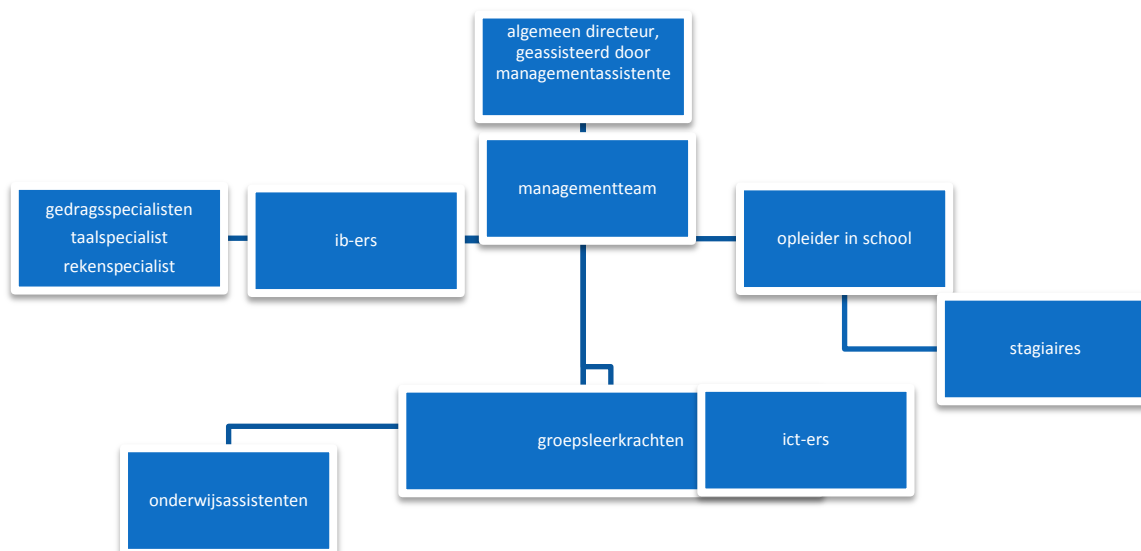 algemeen directeur,
geassisteerd door
managementassistente
managementteam
gedragsspecialisten
taalspecialist
rekenspecialist
ib-ers
opleider in school
stagiaires
groepsleerkrachten
ict-ers
onderwijsassistenten